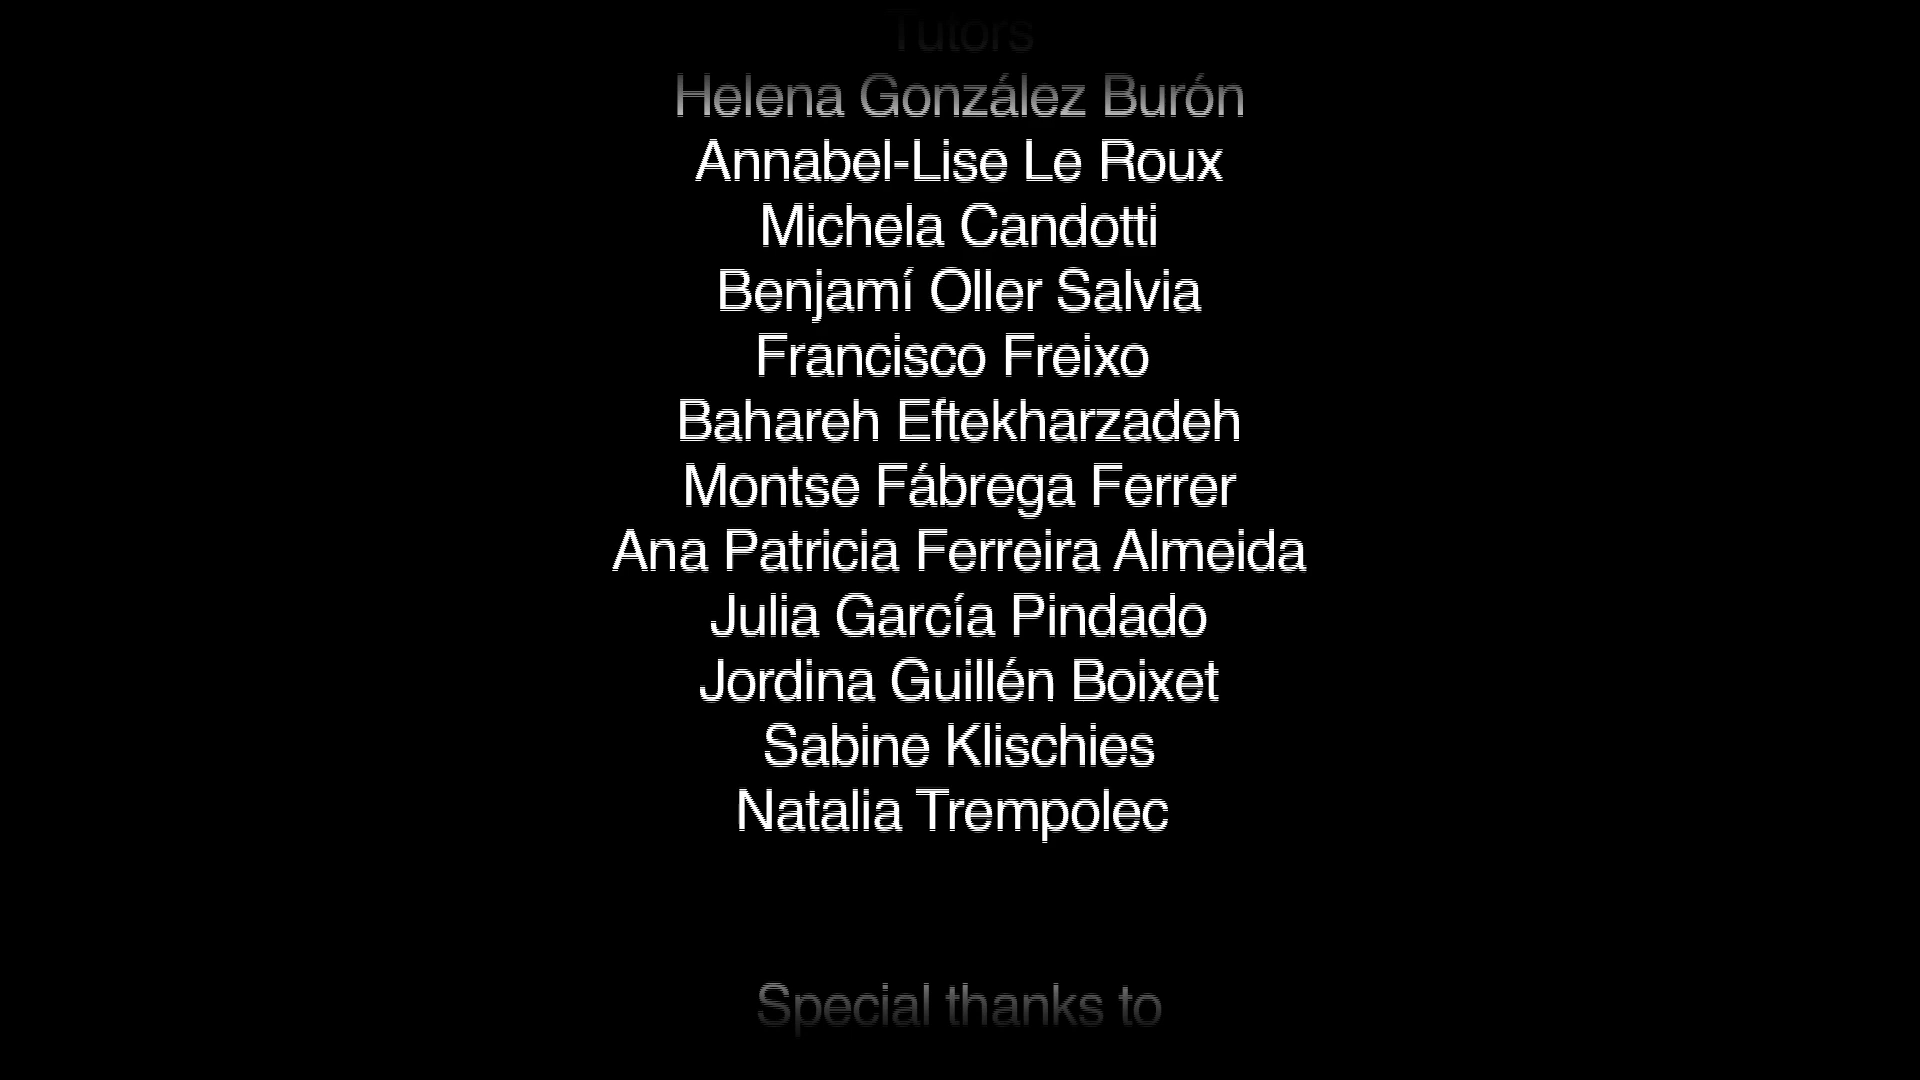 Tutors
Helena González Burón
Annabel-Lise Le Roux
Michela Candotti
Benjamí Oller Salvia
Francisco Freixo
Bahareh Eftekharzadeh
Montse Fábrega Ferrer
Ana Patricia Ferreira Almeida
Julia García Pindado
Jordina Guillén Boixet
Sabine Klischies
Natalia Trempolec
Special thanks to